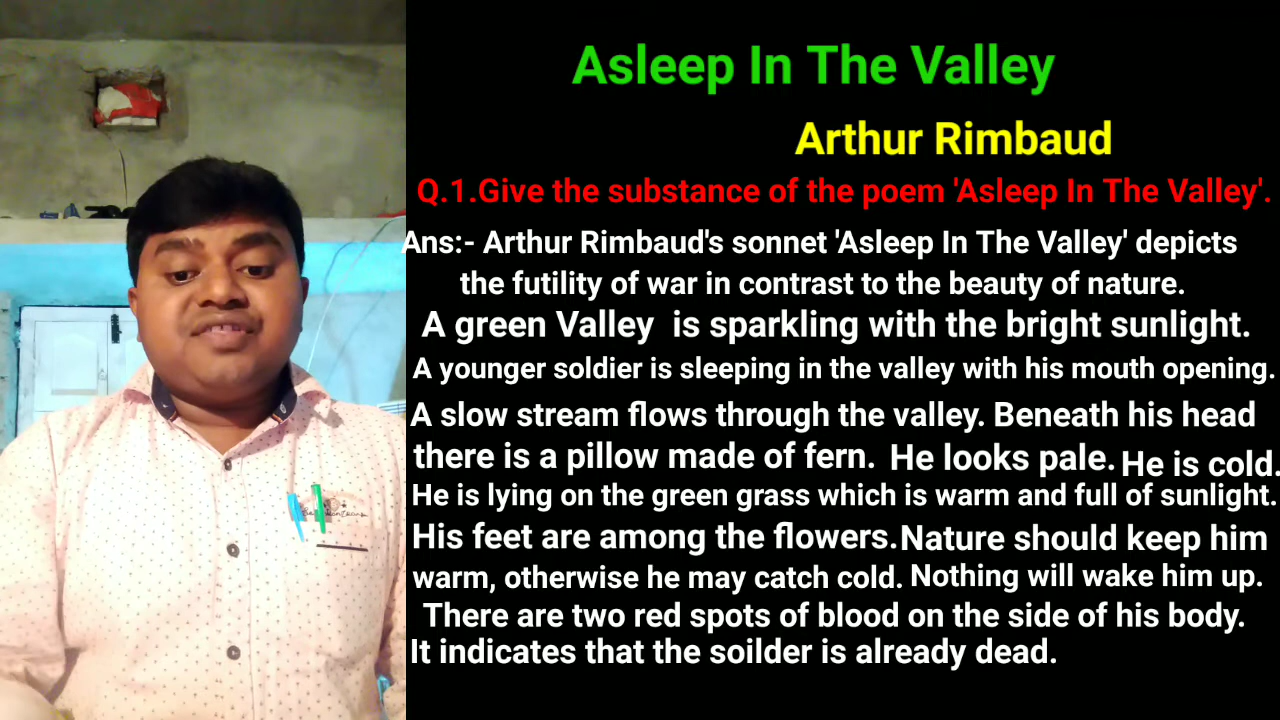 Asleep In The Valley
Arthur Rimbaud
Q.1.Give the substance of the poem 'Asleep In The Valley'.
Ans:- Arthur Rimbaud's sonnet 'Asleep In The Valley' depicts
the futility of war in contrast to the beauty of nature.
A green Valley is sparkling with the bright sunlight.
A younger soldier is sleeping in the valley with his mouth opening.
A slow stream flows through the valley. Beneath his head
there is a pillow made of fern. He looks pale. He is cold.
He is lying on the green grass which is warm and full of sunlight.
His feet are among the flowers. Nature should keep him
warm, otherwise he may catch cold. Nothing will wake him up.
There are two red spots of blood on the side of his body.
It indicates that the soilder is already dead.